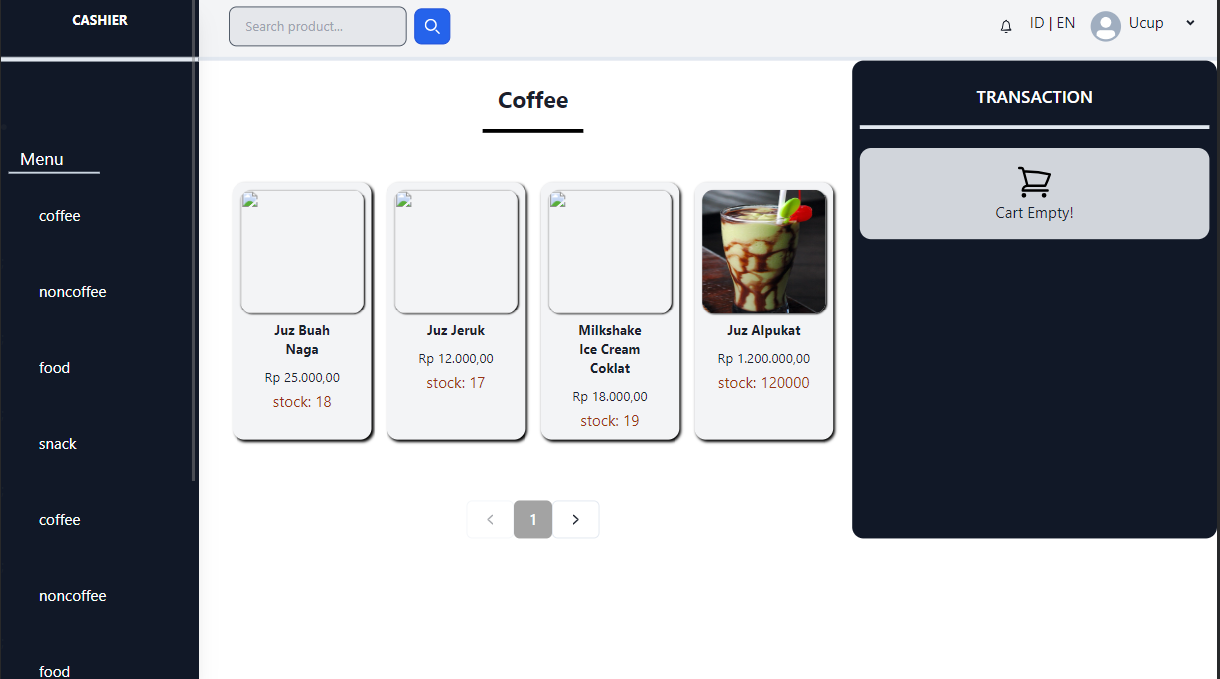 CASHIER
Search product...
ID | EN
Ucup
Menu
coffee
noncoffee
food
snack
coffee
noncoffee
food
Coffee
Juz Buah
Naga
Rp 25.000,00
stock: 18
Juz Jeruk
Rp 12.000,00
stock: 17
Milkshake
Ice Cream
Coklat
Rp 18.000,00
stock: 19
Juz Alpukat
Rp 1.200.000,00
stock: 120000
1
TRANSACTION
Cart Empty!